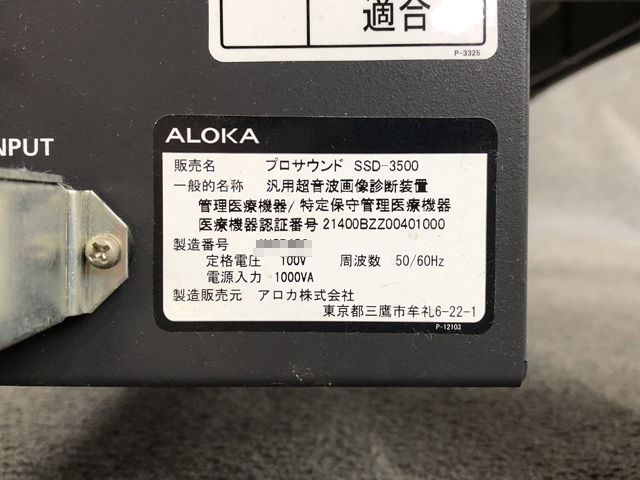 適合
P-3325
NPUT
ALOKA
販売名 プロサウンド SSD-3500
一般的名称 汎用超音波画像診断装置
管理医療機器/特定保守管理医療機器
医療機器認証番号 21400BZZ00401000
製造番号
定格電圧 100V 周波数 50/60Hz
電源入力 1000VA
製造販売元 アロカ株式会社
東京都三鷹市牟礼6-22-1
P-12103